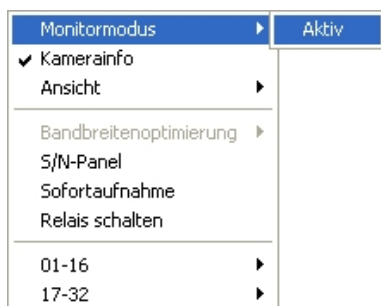 Monitormodus
Aktiv
Kamerainfo
Ansicht
Bandbreitenoptimierung
S/N-Panel
Sofortaufnahme
Relais schalten
01-16
17-32